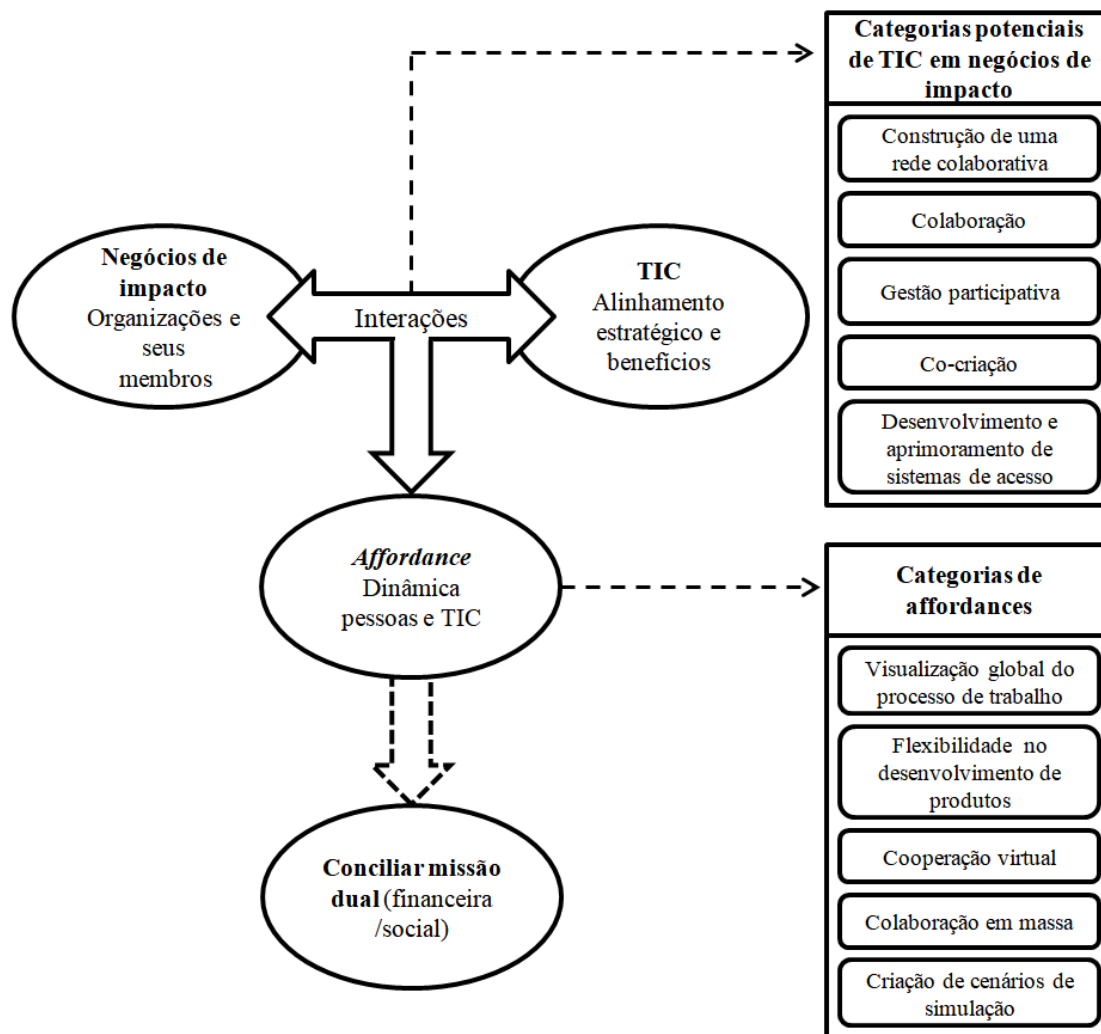 Categorias potenciais
de TIC em negócios de
impacto
Construção de uma
rede colaborativa
Colaboração
Gestão participativa
Co-criação
Desenvolvimento e
aprimoramento de
sistemas de acesso
Negócios de
impacto
Organizações e
seus
membros
Interações
TIC
Alinhamento
estratégico e
benefícios
Affordance
Dinâmica
pessoas e TIC
Categorias de
affordances
Visualização global do
processo de trabalho
Flexibilidade no
desenvolvimento de
produtos
Cooperação virtual
Colaboração em massa
Criação de cenários de
simulação
Conciliar missão
dual (financeira
/social)